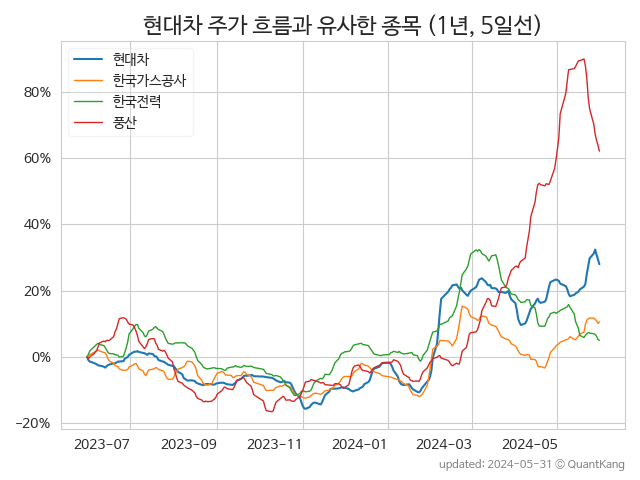 현대차 주가 흐름과 유사한 종목 (1년, 5일선)
현대차
한국가스공사
한국전력
풍산
80%
60%
40%
20%
0%
−20%
2023-07 2023-09 2023-11 2024-01 2024-03 2024-05
updated: 2024-05-31 © QuantKang